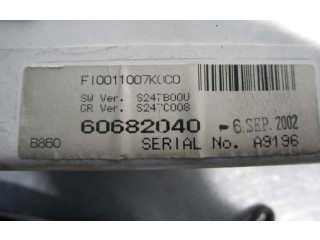 FI0011007K0C0
SW Ver. S247B00U
CR Ver. S247C008
60682040 -6. SEP. 2002
B860 SERIAL No. A9196